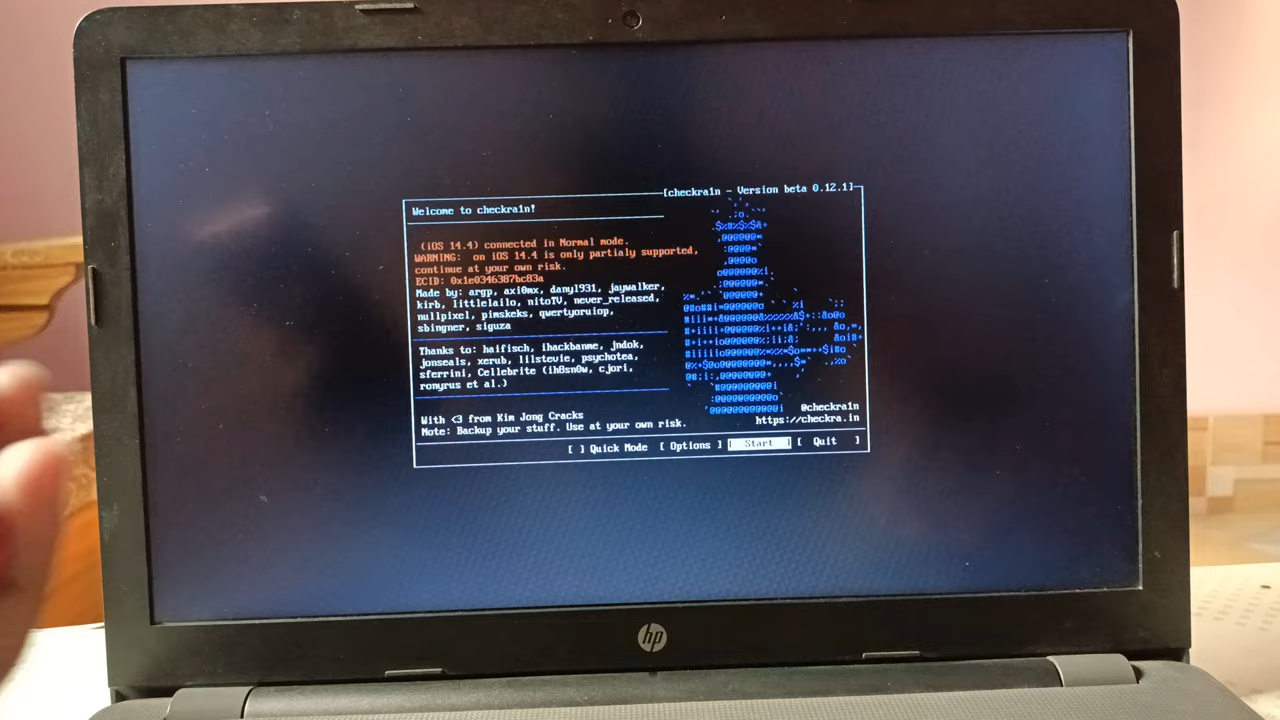 [checkra1n - Version beta 0.12.1]
Welcome to checkra1n!
(iOS 14.4) connected in Normal mode.
WARNING: on iOS 14.4 is only partialy supported,
continue at your own risk.
ECID: 0x1e0346387bc83a
Made by: argp, axi0mx, danyl931, jaywalker,
kirb, littlelailo, nitoTV, never_released,
nullpixel, pimskeks, qwertyoruiop,
sbingner, siguza
Thanks to: haifisch, ihackbanme, jndok,
jonseals, xerub, lilstevie, psychotea,
sferrini, Cellebrite (ih8sn0w, cjori,
ronyrus et al.)
@checkra1n
With <3 from Kim Jong Cracks
https://checkra.in
Note: Backup your stuff. Use at your own risk.
[ ] Quick Mode [ Options ] [ Start ] [ Quit ]
hp